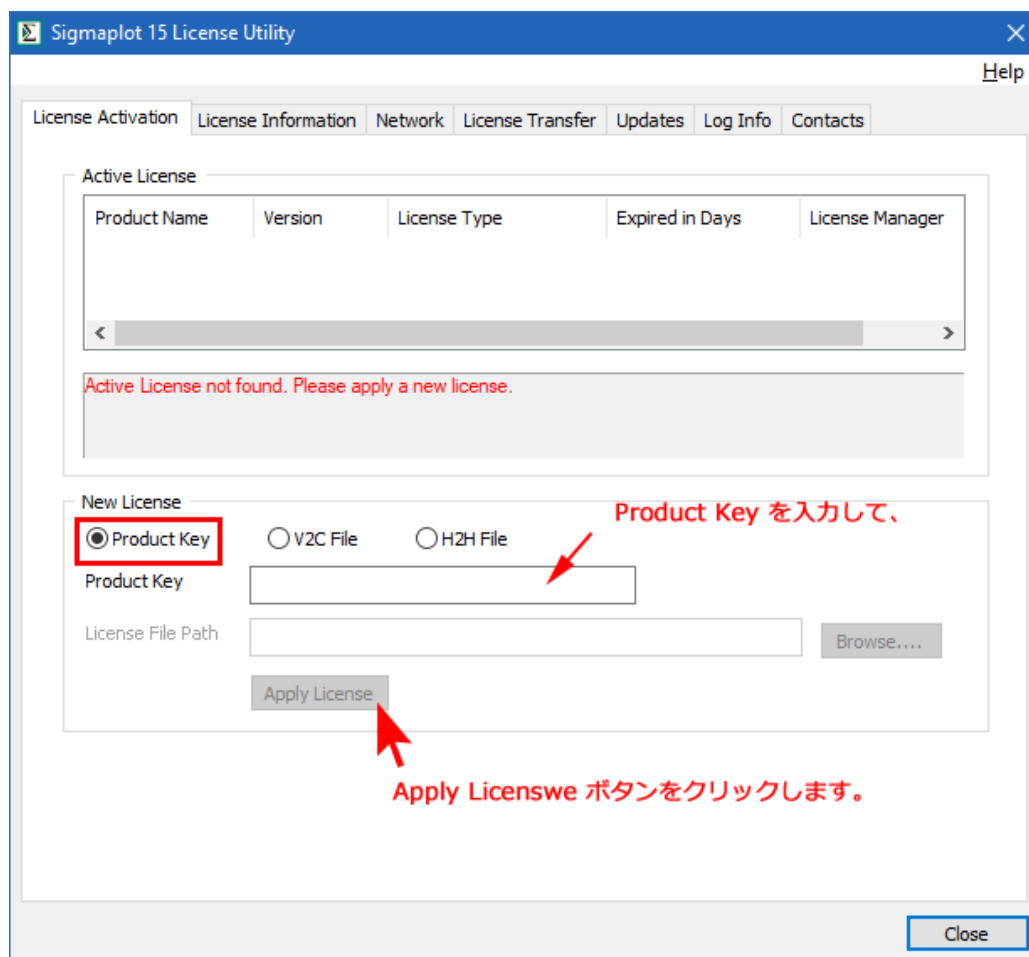 Sigmaplot 15 License Utility
Help
License Activation License Information Network License Transfer Updates Log Info Contacts
Active License
Product Name Version License Type Expired in Days License Manager
Active License not found. Please apply a new license.
New License
Product Key を入力して、
Product Key V2C File H2H File
Product Key
License File Path Browse....
Apply License
Apply Licenswe ボタンをクリックします。
Close